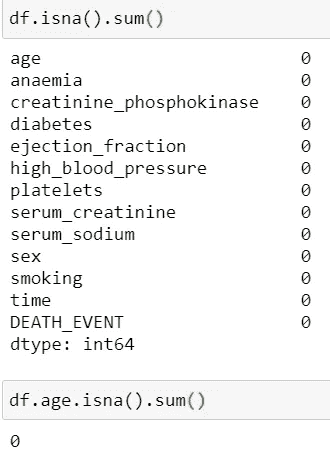 df.isna().sum()
age 0
anaemia 0
creatinine_phosphokinase 0
diabetes 0
ejection_fraction 0
high_blood_pressure 0
platelets 0
serum_creatinine 0
serum_sodium 0
sex 0
smoking 0
time 0
DEATH_EVENT 0
dtype: int64
df.age.isna().sum()
0